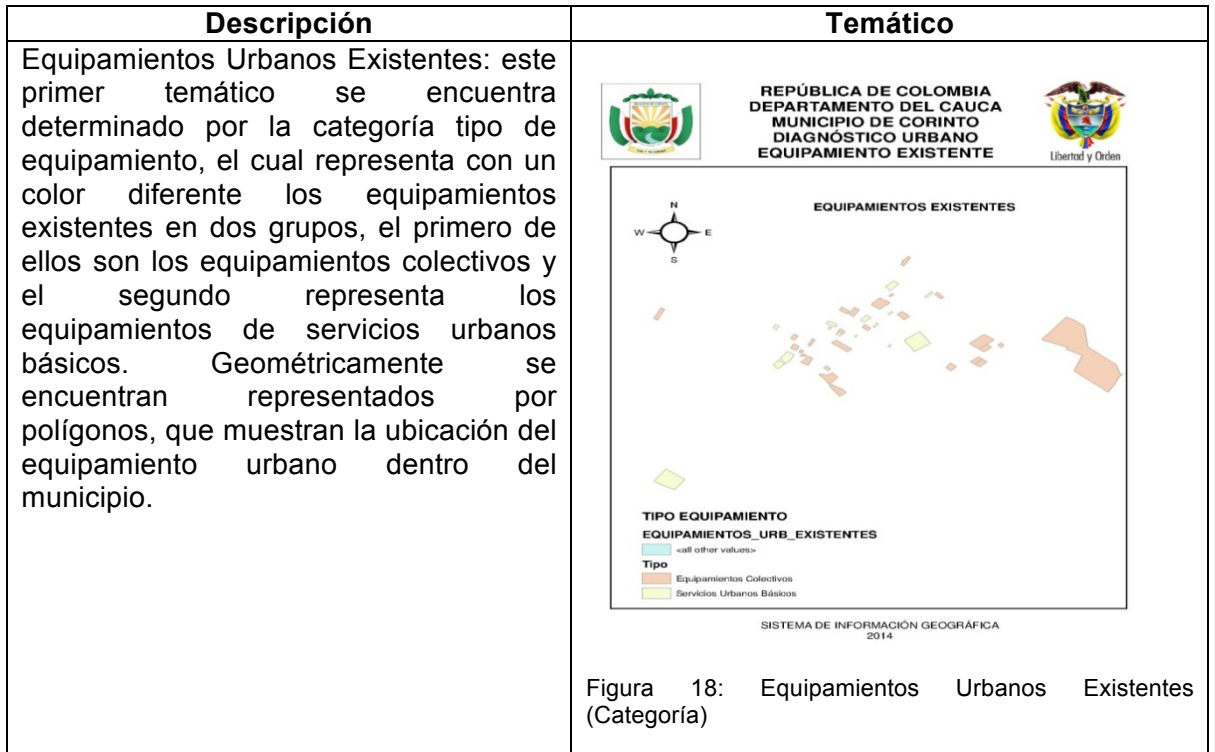 Descripción
Temático
Equipamientos Urbanos Existentes: este
primer temático se encuentra
determinado por la categoría tipo de
equipamiento, el cual representa con un
color diferente los equipamientos
existentes en dos grupos, el primero de
ellos son los equipamientos colectivos y
el segundo representa los
equipamientos de servicios urbanos
básicos. Geométricamente se
encuentran representados por
polígonos, que muestran la ubicación del
equipamiento urbano dentro del
municipio.
REPÚBLICA DE COLOMBIA
DEPARTAMENTO DEL CAUCA
MUNICIPIO DE CORINTO
DIAGNÓSTICO URBANO
EQUIPAMIENTO EXISTENTE
Libertad y Orden
EQUIPAMIENTOS EXISTENTES
N
W E
S
TIPO EQUIPAMIENTO
EQUIPAMIENTOS_URB_EXISTENTES
<all other values>
Tipo
Equipamientos Colectivos
Servicios Urbanos Básicos
SISTEMA DE INFORMACIÓN GEOGRÁFICA
2014
Figura 18: Equipamientos Urbanos Existentes
(Categoría)